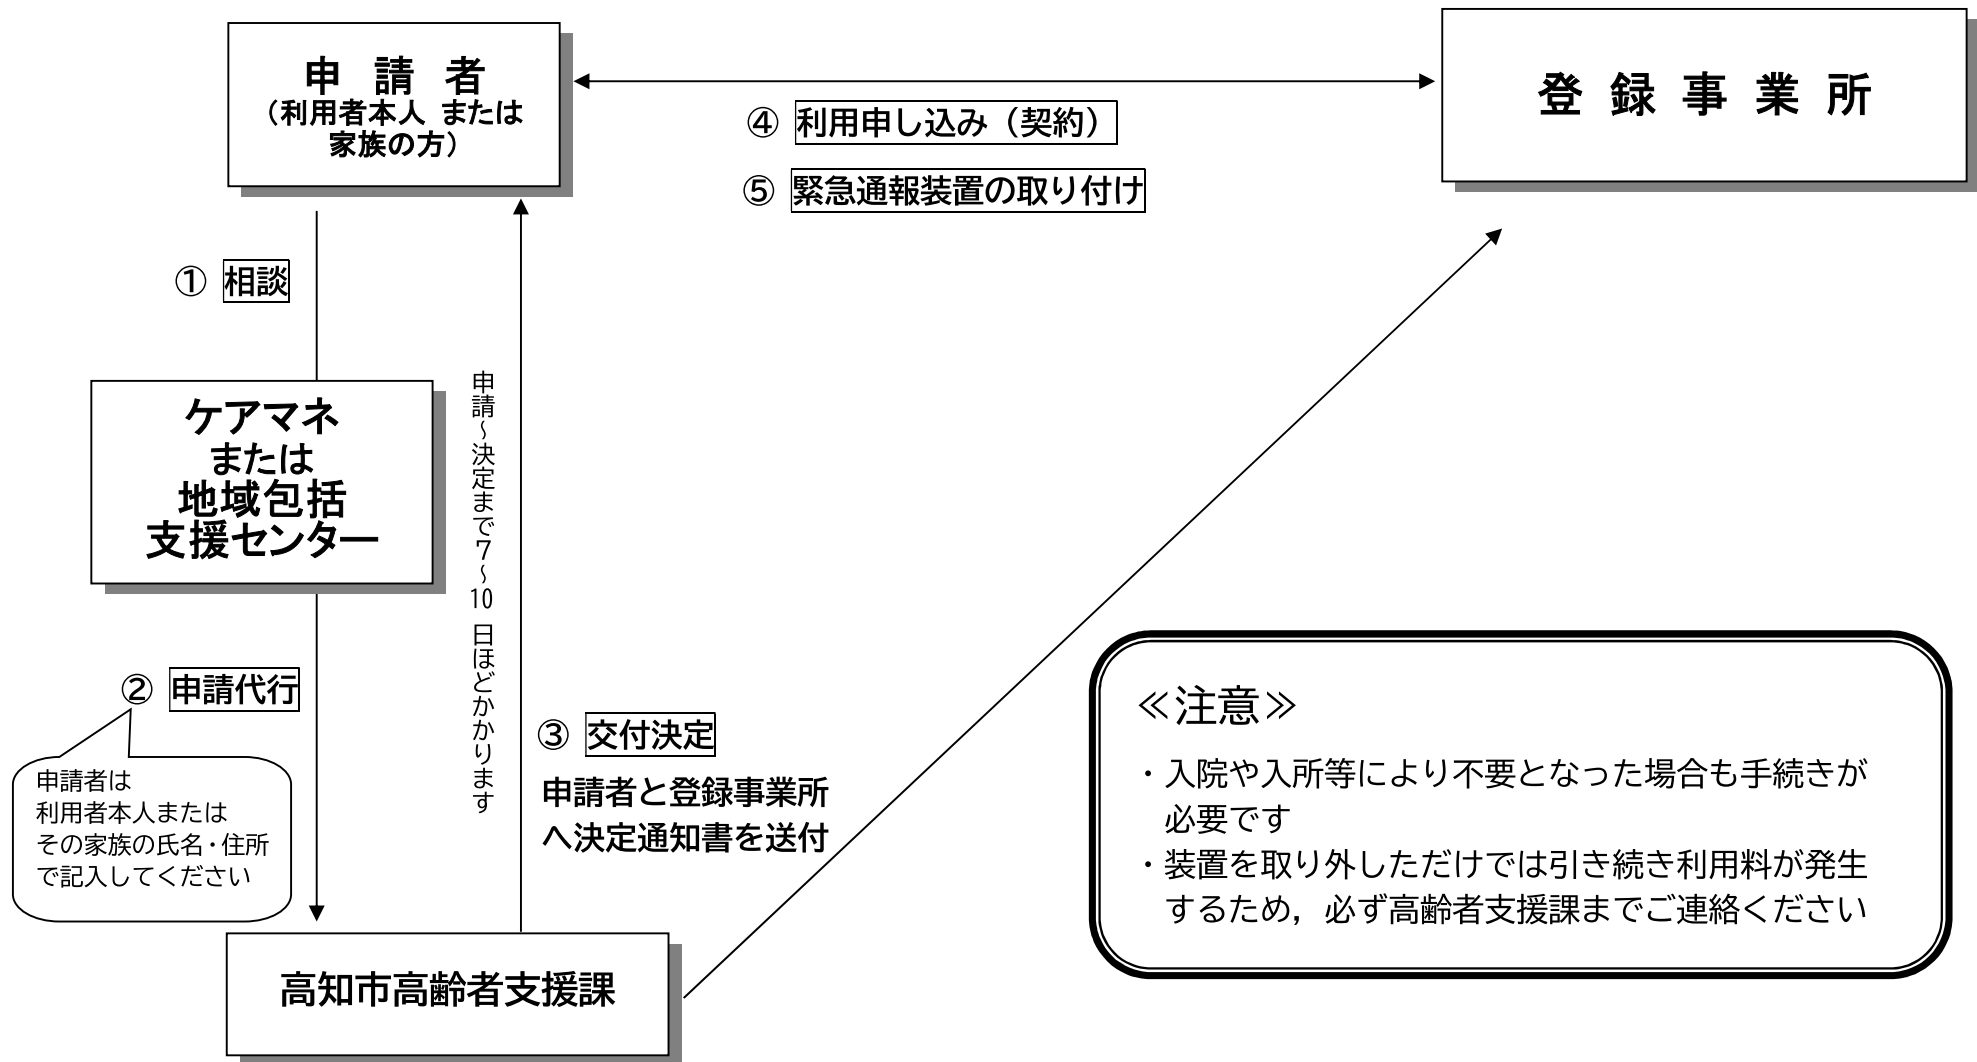 申請者
（利用者本人 または
家族の方）
登録事業所
④ 利用申し込み（契約）
⑤ 緊急通報装置の取り付け
① 相談
ケアマネ
または
地域包括
支援センター
申請～決定まで７～10 日ほどかかります
② 申請代行
申請者は
利用者本人または
その家族の氏名・住所
で記入してください
③ 交付決定
申請者と登録事業所
へ決定通知書を送付
高知市高齢者支援課
≪注意≫
・入院や入所等により不要となった場合も手続きが
必要です
・装置を取り外しただけでは引き続き利用料が発生
するため，必ず高齢者支援課までご連絡ください